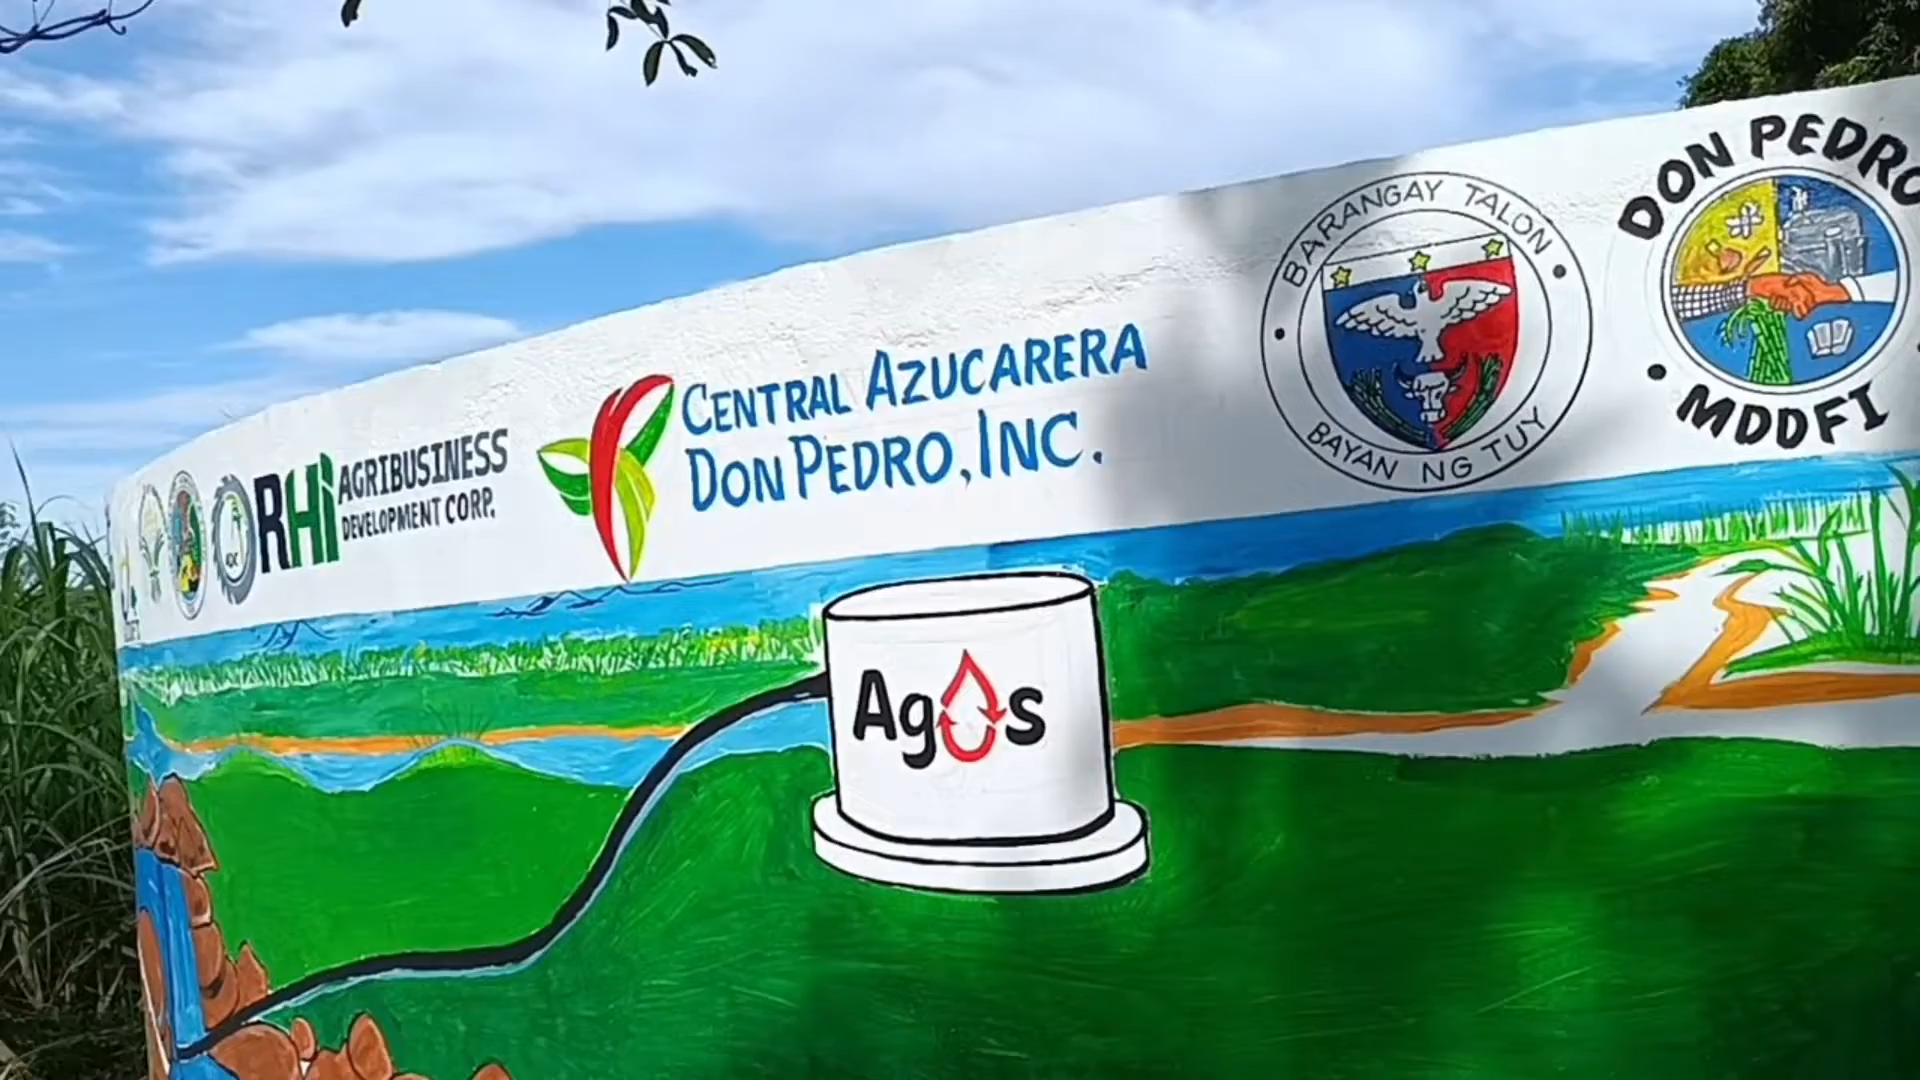 RHi AGRIBUSINESS
DEVELOPMENT CORP.
CENTRAL AZUCARERA
DON PEDRO, INC.
BARANGAY TALON
BAYAN NG TUY
DON PEDRO
MDDFI
Agos